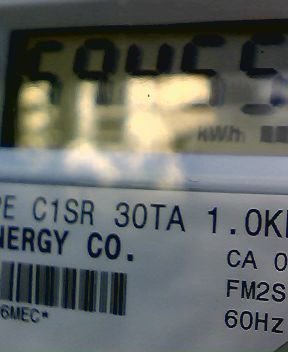 kWh
PE C1SR 30TA 1.0K
NERGY CO.
CA 0
FM2S
6MEC*
60Hz